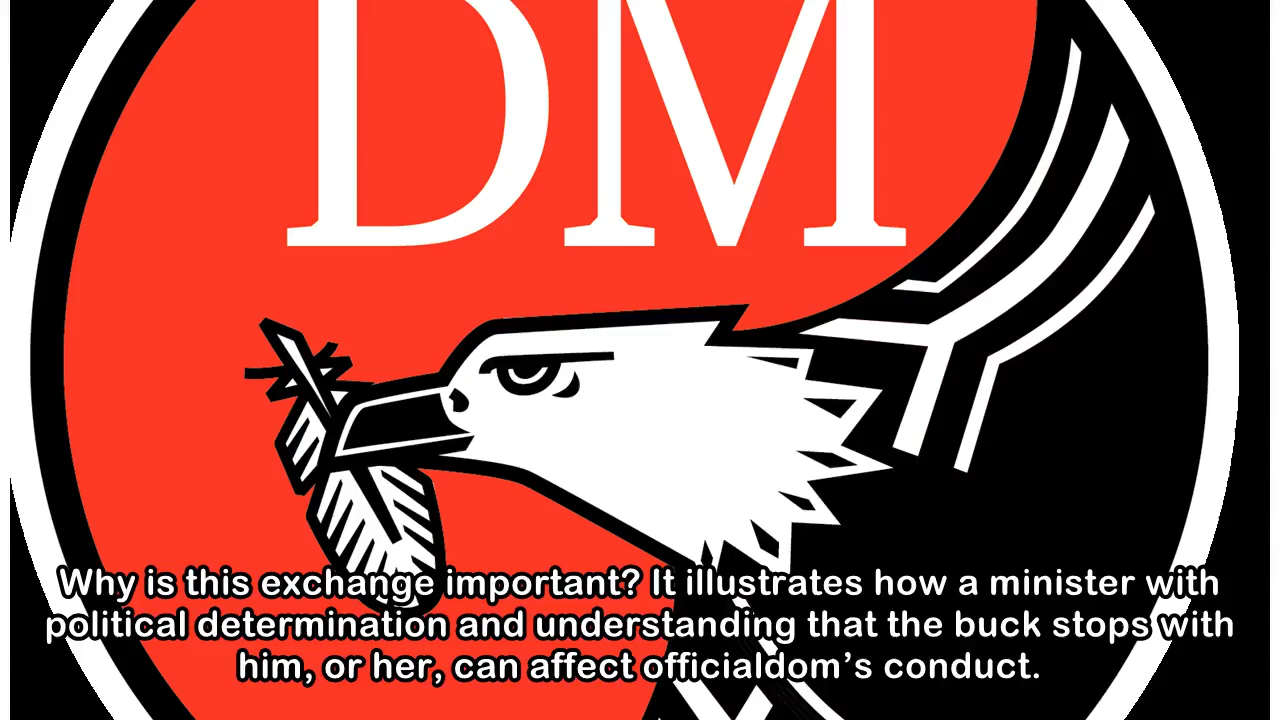 DM
Why is this exchange important? It illustrates how a minister with
political determination and understanding that the buck stops with
him, or her, can affect officialdom’s conduct.